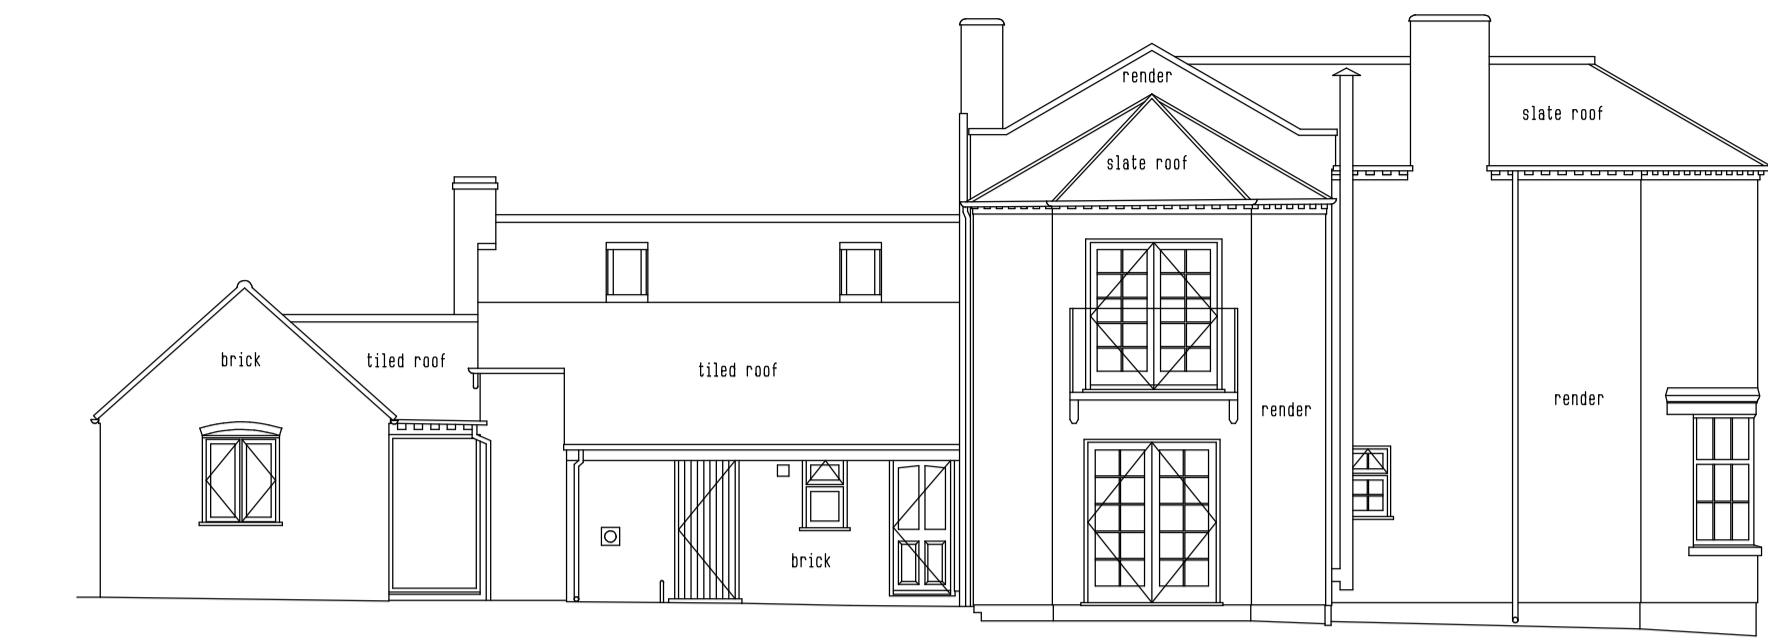 render
slate roof
slate roof
brick
tiled roof
tiled roof
render
render
brick